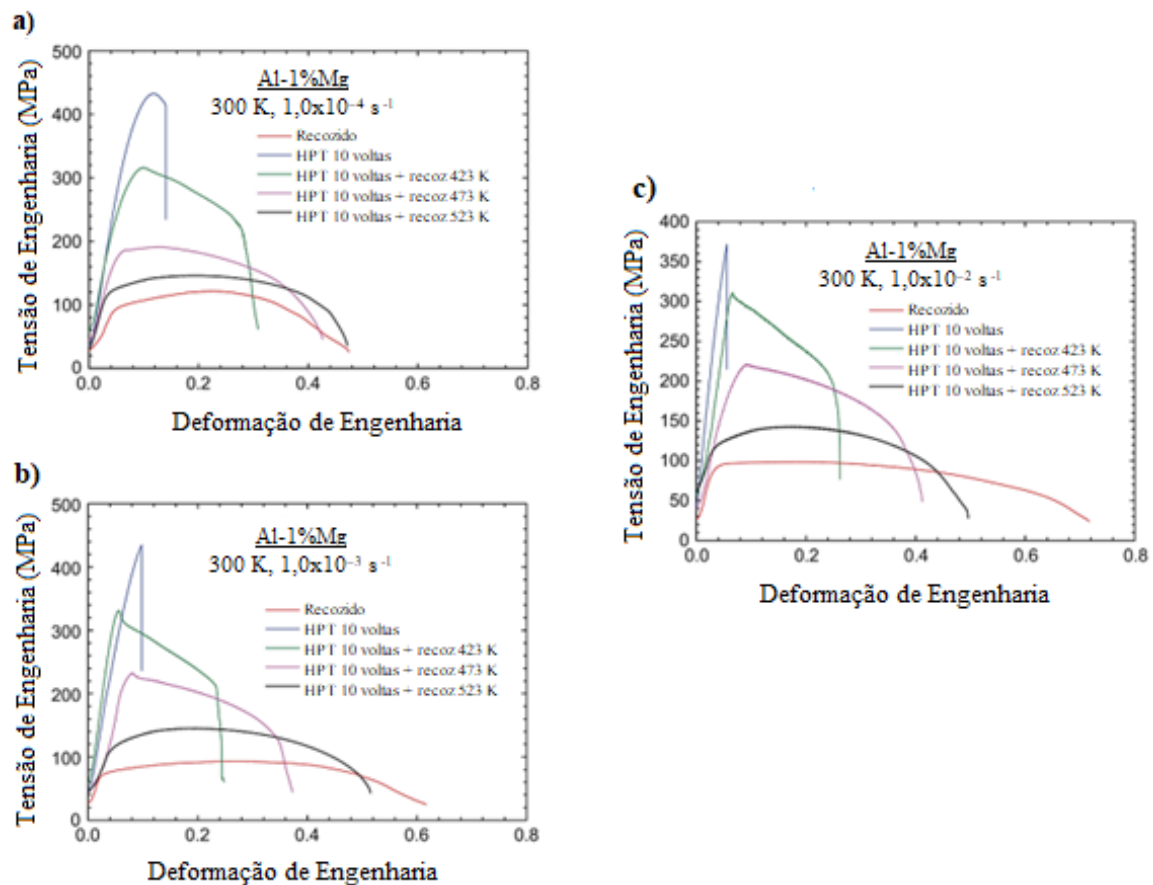 a)
Tensão de Engenharia (MPa)
500
400
300
200
100
0
Al-1%Mg
300 K, 1,0x10⁻⁴ s⁻¹
Recozido
HPT 10 voltas
HPT 10 voltas + recoz 423 K
HPT 10 voltas + recoz 473 K
HPT 10 voltas + recoz 523 K
0.0 0.2 0.4 0.6 0.8
Deformação de Engenharia
b)
Tensão de Engenharia (MPa)
500
400
300
200
100
0
Al-1%Mg
300 K, 1,0x10⁻³ s⁻¹
Recozido
HPT 10 voltas
HPT 10 voltas + recoz 423 K
HPT 10 voltas + recoz 473 K
HPT 10 voltas + recoz 523 K
0.0 0.2 0.4 0.6 0.8
Deformação de Engenharia
c)
Tensão de Engenharia (MPa)
400
350
300
250
200
150
100
50
0
Al-1%Mg
300 K, 1,0x10⁻² s⁻¹
Recozido
HPT 10 voltas
HPT 10 voltas + recoz 423 K
HPT 10 voltas + recoz 473 K
HPT 10 voltas + recoz 523 K
0.0 0.2 0.4 0.6 0.8
Deformação de Engenharia